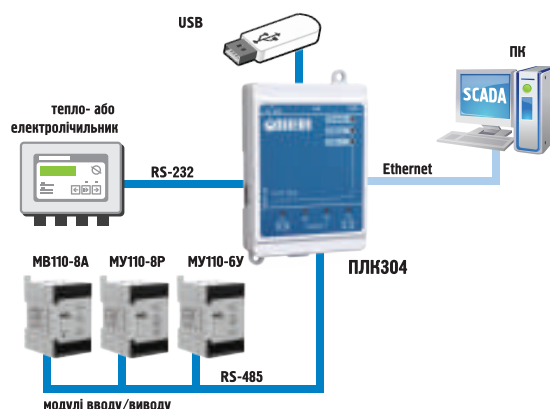 USB
ПК
SCADA
тепло- або
електролічильник
RS-232
Ethernet
ПЛК304
МВ110-8А
МУ110-8Р
МУ110-6У
RS-485
модулі вводу/виводу